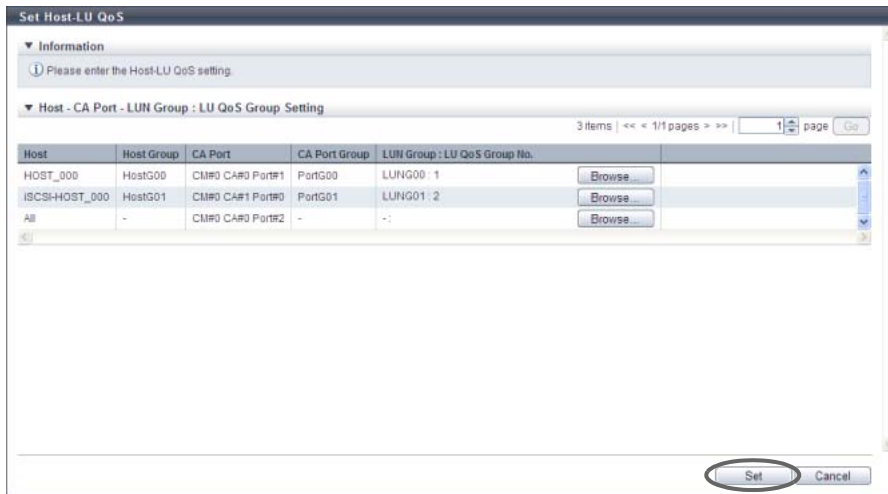 Set Host-LU QoS
▼ Information
Please enter the Host-LU QoS setting.
▼ Host - CA Port - LUN Group : LU QoS Group Setting
3 items | << < 1/1 pages > >> | 1 page Go
Host Host Group CA Port CA Port Group LUN Group : LU QoS Group No.
HOST_000 HostG00 CM#0 CA#0 Port#1 PortG00 LUNG00 : 1 Browse...
iSCSI-HOST_000 HostG01 CM#0 CA#1 Port#0 PortG01 LUNG01 : 2 Browse...
All - CM#0 CA#0 Port#2 - - : Browse...
Set Cancel